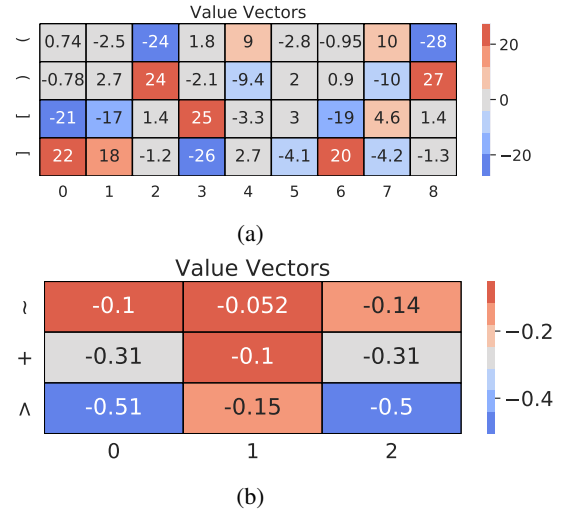 Value Vectors
( 0.74 -2.5 -24 1.8 9 -2.8 -0.95 10 -28
) -0.78 2.7 24 -2.1 -9.4 2 0.9 -10 27
[ -21 -17 1.4 25 -3.3 3 -19 4.6 1.4
] 22 18 -1.2 -26 2.7 -4.1 20 -4.2 -1.3
0 1 2 3 4 5 6 7 8
20
0
−20
(a)
Value Vectors
~ -0.1 -0.052 -0.14
+ -0.31 -0.1 -0.31
> -0.51 -0.15 -0.5
0 1 2
−0.2
−0.4
(b)